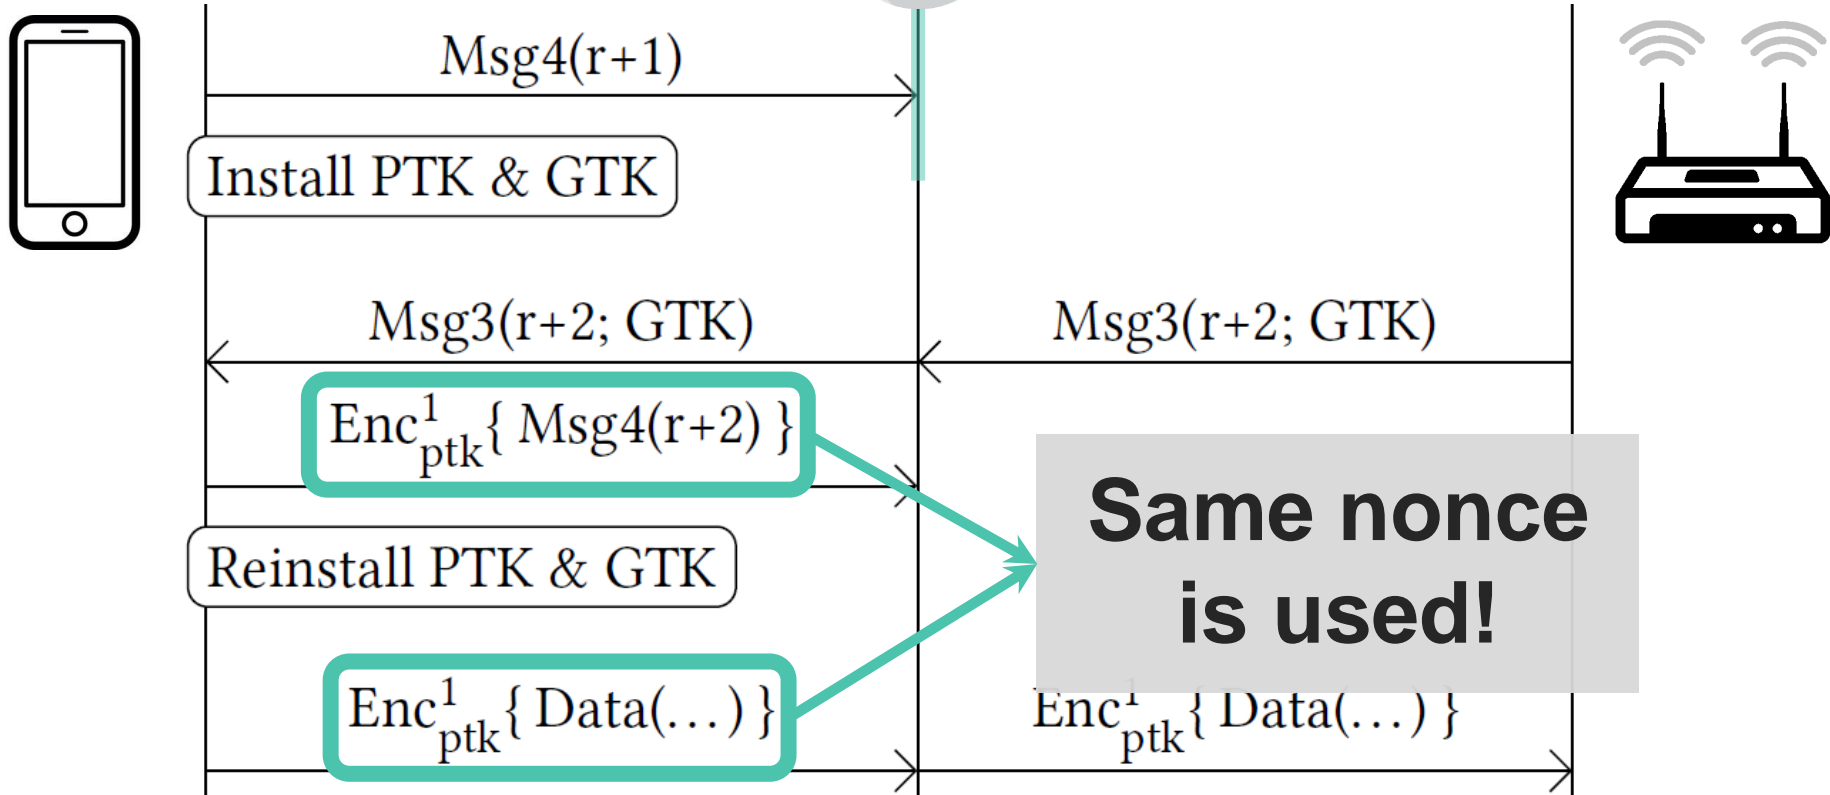 Msg4(r+1)
Install PTK & GTK
Msg3(r+2; GTK) Msg3(r+2; GTK)
Enc¹ptk{ Msg4(r+2) }
Same nonce
is used!
Reinstall PTK & GTK
Enc¹ptk{ Data(...) } Enc¹ptk{ Data(...) }